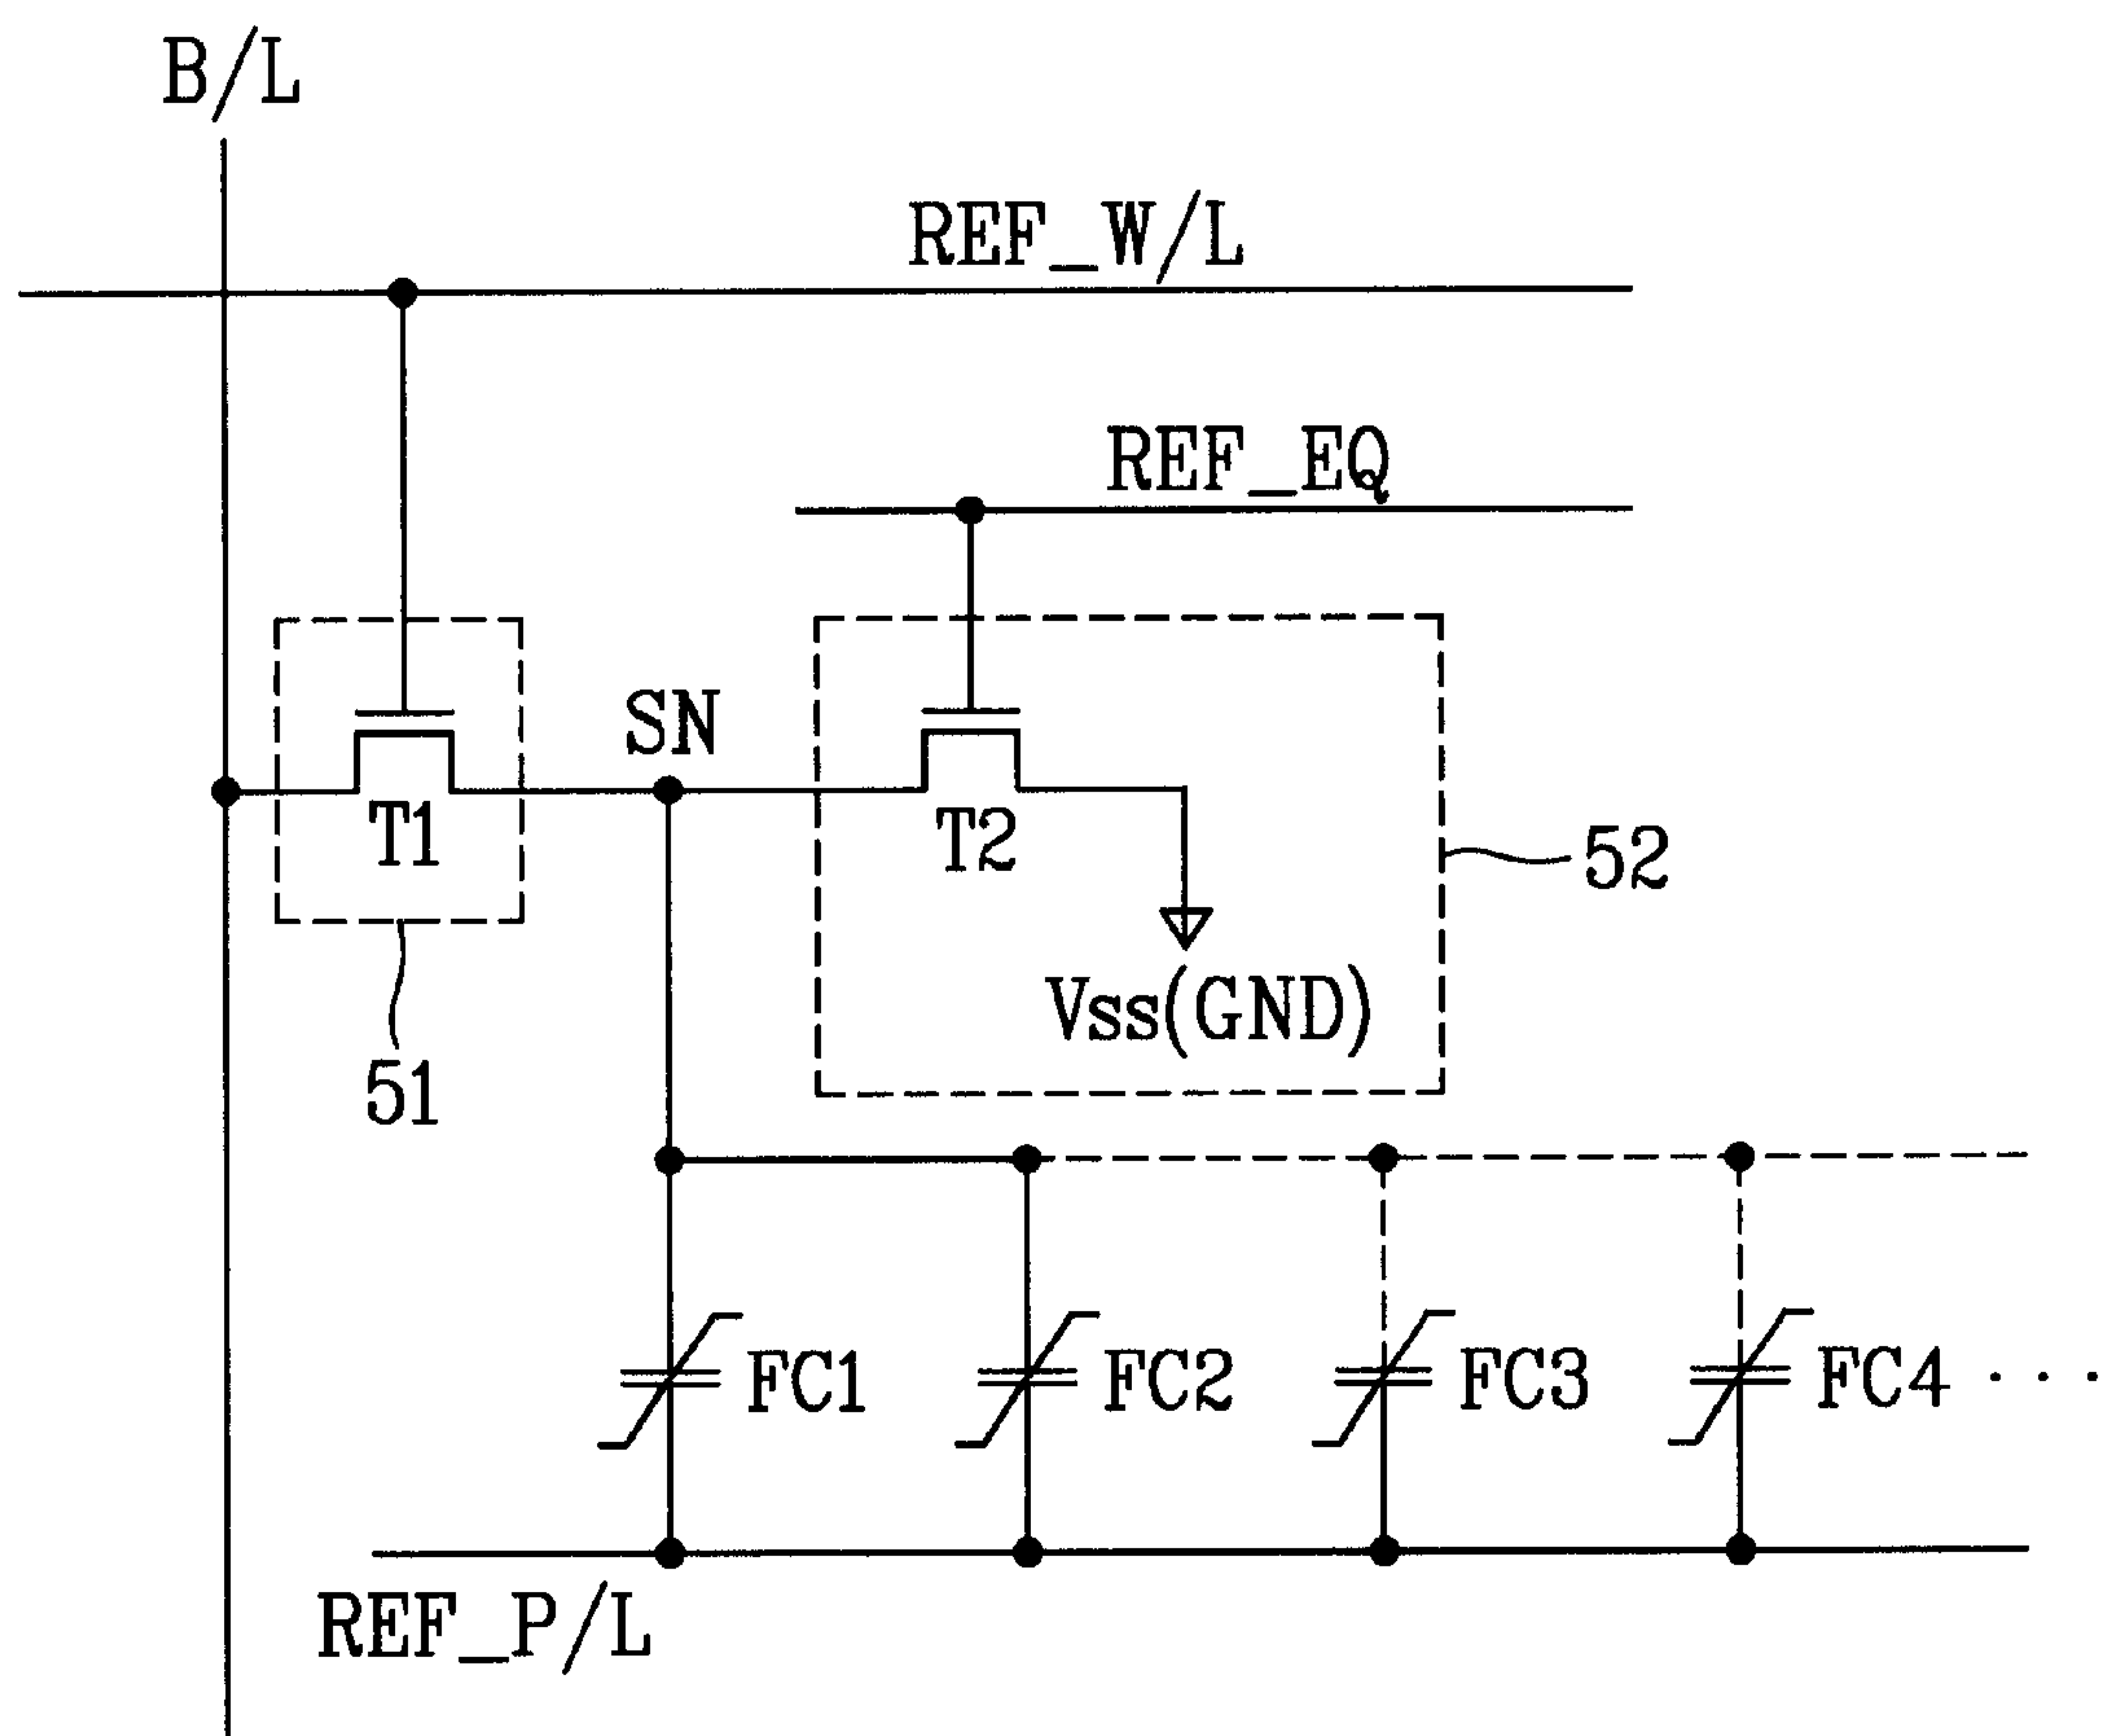 B/L
REF_W/L
REF_EQ
SN
T1
T2
52
Vss(GND)
51
FC1
FC2
FC3
FC4 · · ·
REF_P/L